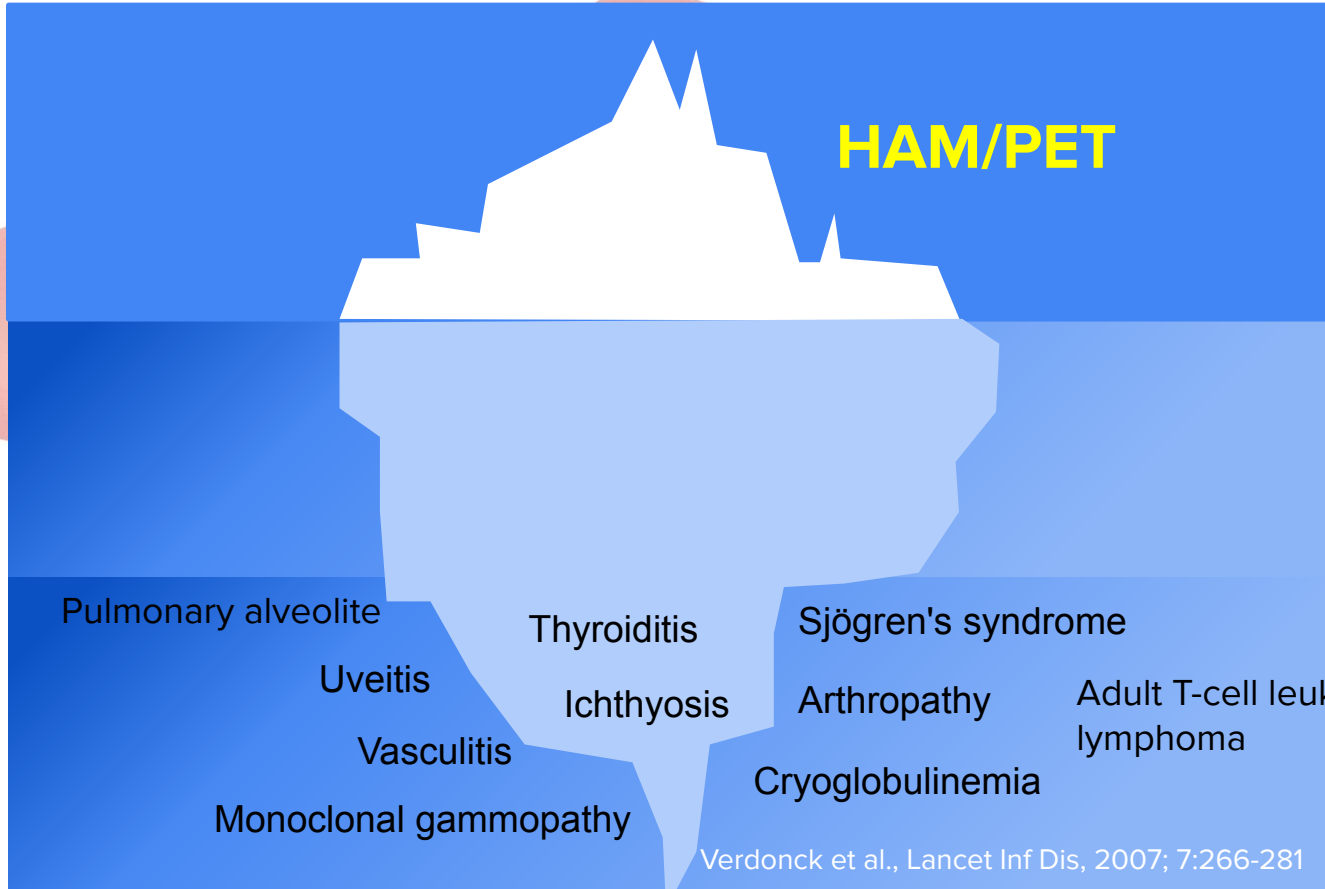 HAM/PET
Pulmonary alveolite
Thyroiditis
Sjögren's syndrome
Uveitis
Ichthyosis
Arthropathy
Adult T-cell leuk
lymphoma
Vasculitis
Cryoglobulinemia
Monoclonal gammopathy
Verdonck et al., Lancet Inf Dis, 2007; 7:266-281